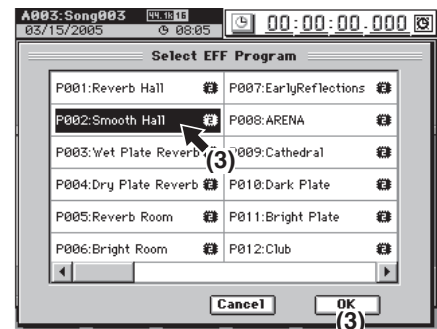 A003:Song003 44.1k16 00:00:00.000
03/15/2005 08:05
Select EFF Program
P001:Reverb Hall P007:EarlyReflections
P002:Smooth Hall P008:ARENA
P003:Wet Plate Reverb P009:Cathedral
(3)
P004:Dry Plate Reverb P010:Dark Plate
P005:Reverb Room P011:Bright Plate
P006:Bright Room P012:Club
Cancel OK
(3)